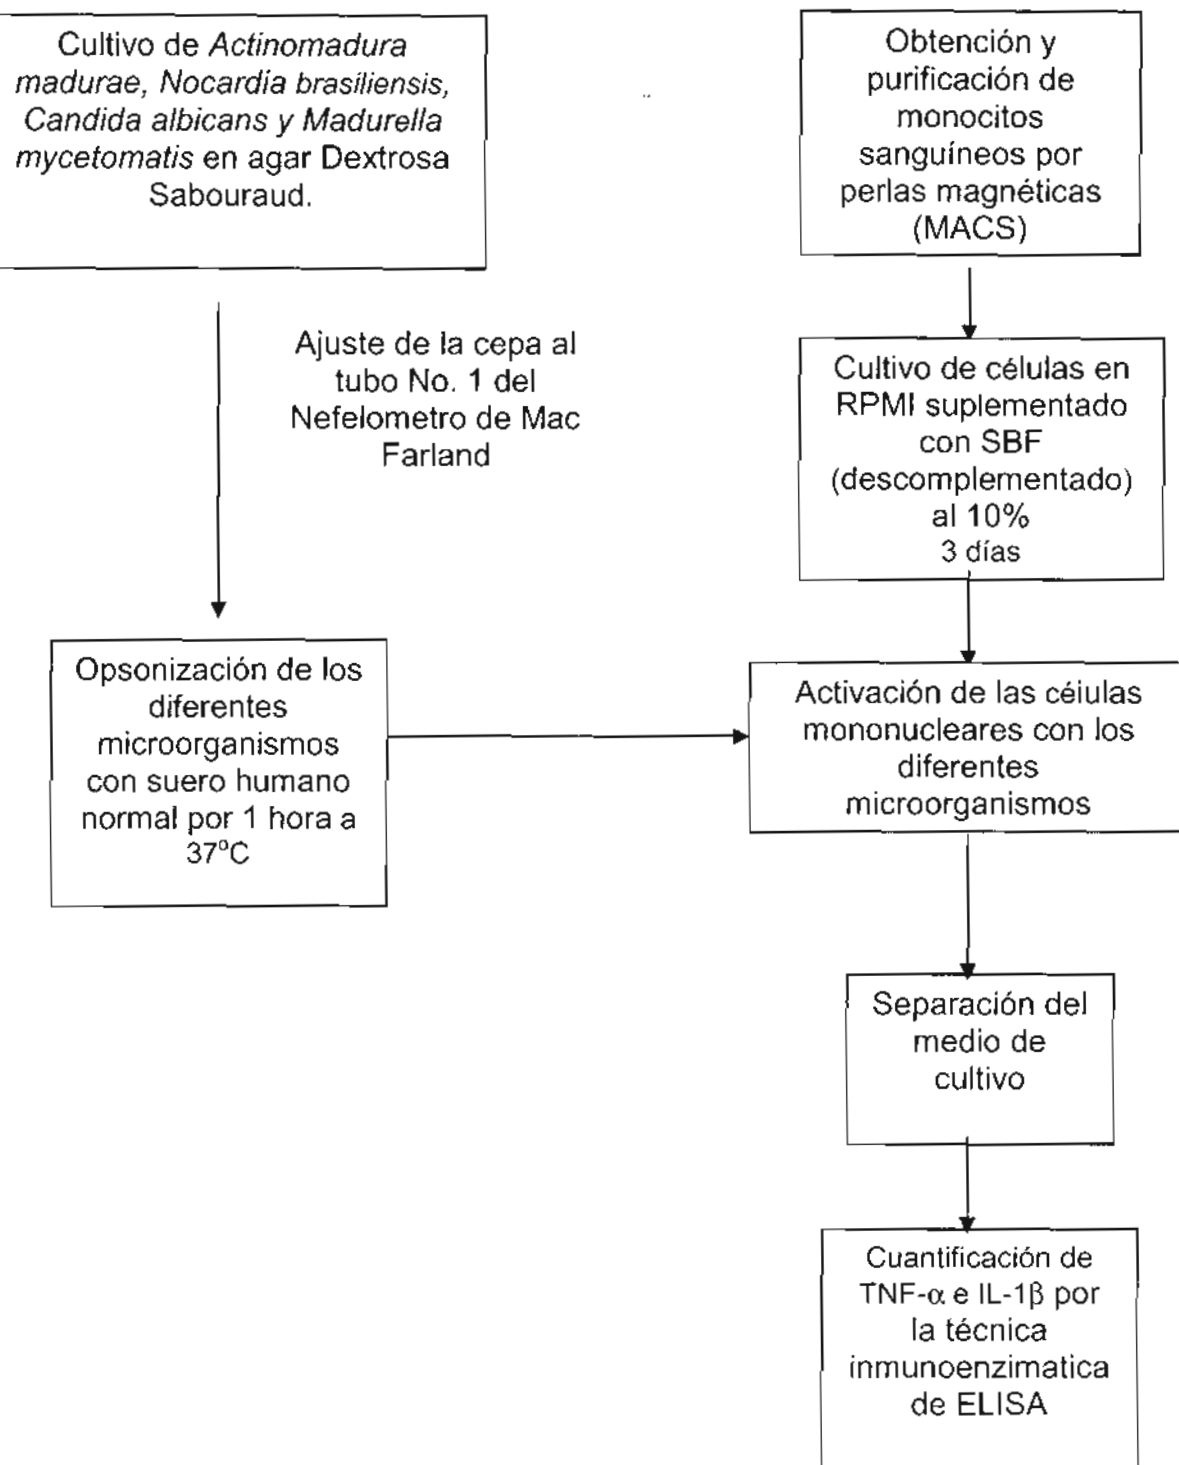 Cultivo de Actinomadura
madurae, Nocardia brasiliensis,
Candida albicans y Madurella
mycetomatis en agar Dextrosa
Sabouraud.
Ajuste de la cepa al
tubo No. 1 del
Nefelometro de Mac
Farland
Opsonización de los
diferentes
microorganismos
con suero humano
normal por 1 hora a
37°C
Obtención y
purificación de
monocitos
sanguíneos por
perlas magnéticas
(MACS)
Cultivo de células en
RPMI suplementado
con SBF
(descomplementado)
al 10%
3 días
Activación de las células
mononucleares con los
diferentes
microorganismos
Separación del
medio de
cultivo
Cuantificación de
TNF-α e IL-1β por
la técnica
inmunoenzimatica
de ELISA